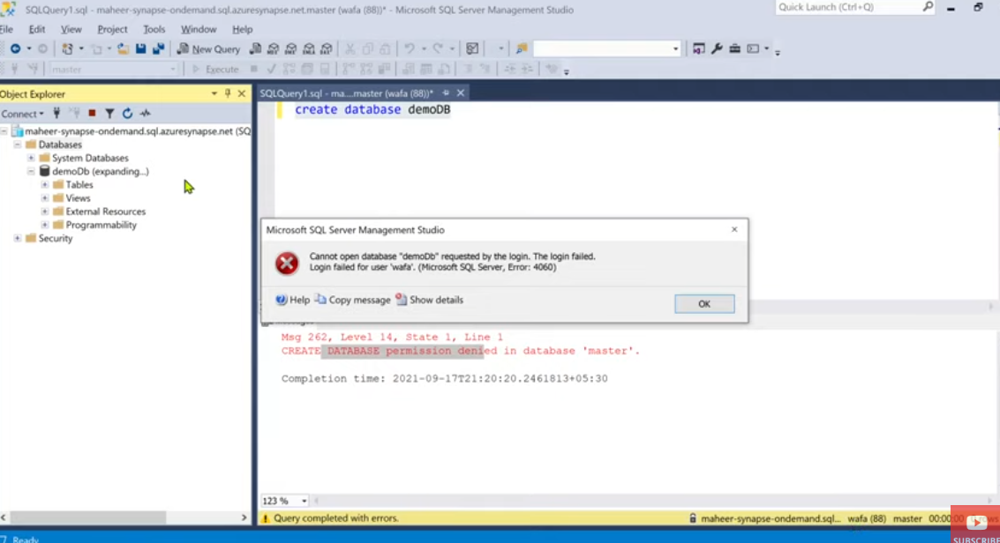 SQLQuery1.sql - maheer-synapse-ondemand.sql.azuresynapse.net.master (wafa (88))* - Microsoft SQL Server Management Studio
Quick Launch (Ctrl+Q)
File Edit View Project Tools Window Help
New Query
master
Execute
Object Explorer
SQLQuery1.sql - ma....master (wafa (88))*
Connect
create database demoDB
maheer-synapse-ondemand.sql.azuresynapse.net (SQ
Databases
System Databases
demoDb (expanding...)
Tables
Views
External Resources
Programmability
Security
Microsoft SQL Server Management Studio
Cannot open database "demoDb" requested by the login. The login failed.
Login failed for user 'wafa'. (Microsoft SQL Server, Error: 4060)
Help Copy message Show details
OK
Msg 262, Level 14, State 1, Line 1
CREATE DATABASE permission denied in database 'master'.
Completion time: 2021-09-17T21:20:20.2461813+05:30
123 %
Query completed with errors.
maheer-synapse-ondemand.sql... wafa (88) master 00:00:00
Ready
SUBSCRIBE